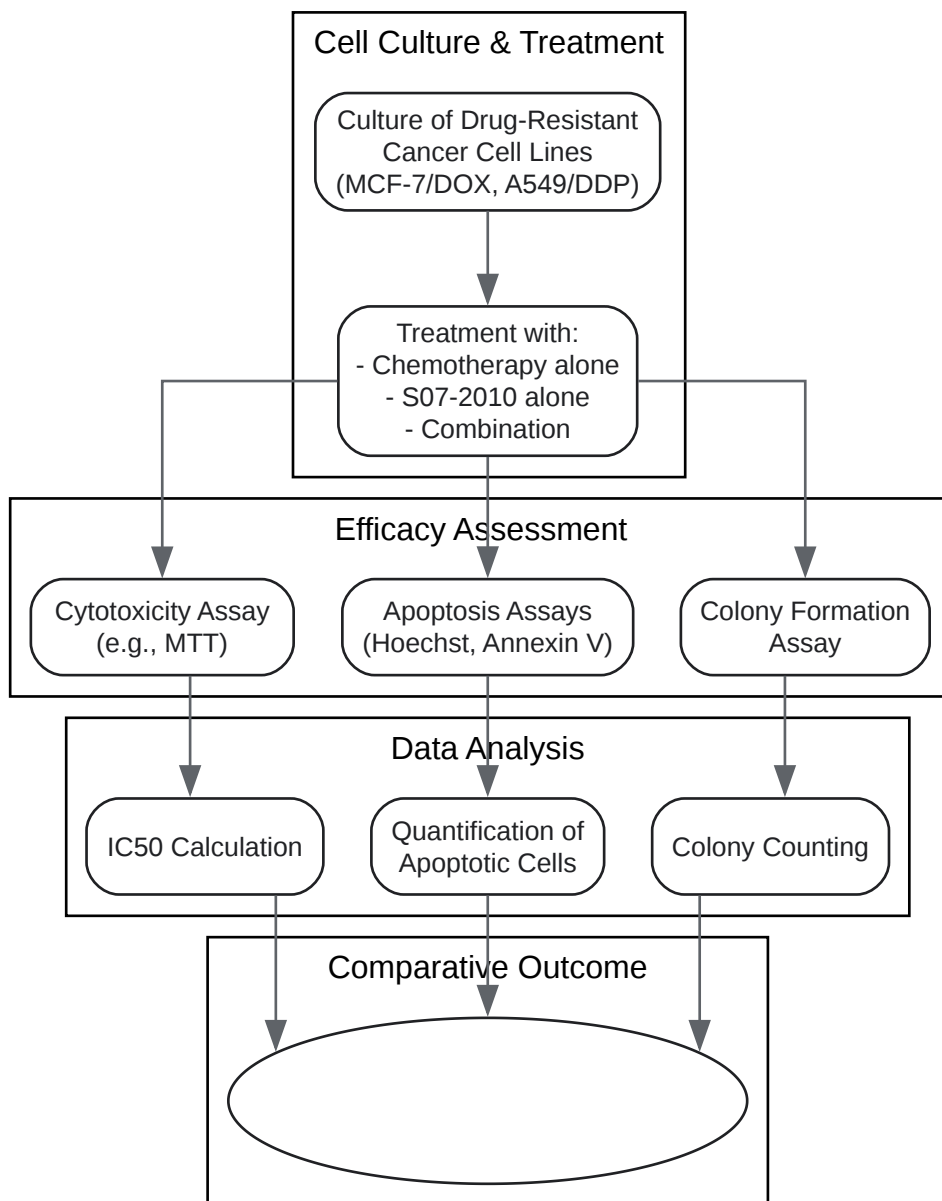 Cell Culture & Treatment
Culture of Drug-Resistant
Cancer Cell Lines
(MCF-7/DOX, A549/DDP)
Treatment with:
- Chemotherapy alone
- S07-2010 alone
- Combination
Efficacy Assessment
Cytotoxicity Assay
(e.g., MTT)
Apoptosis Assays
(Hoechst, Annexin V)
Colony Formation
Assay
Data Analysis
IC50 Calculation
Quantification of
Apoptotic Cells
Colony Counting
Comparative Outcome